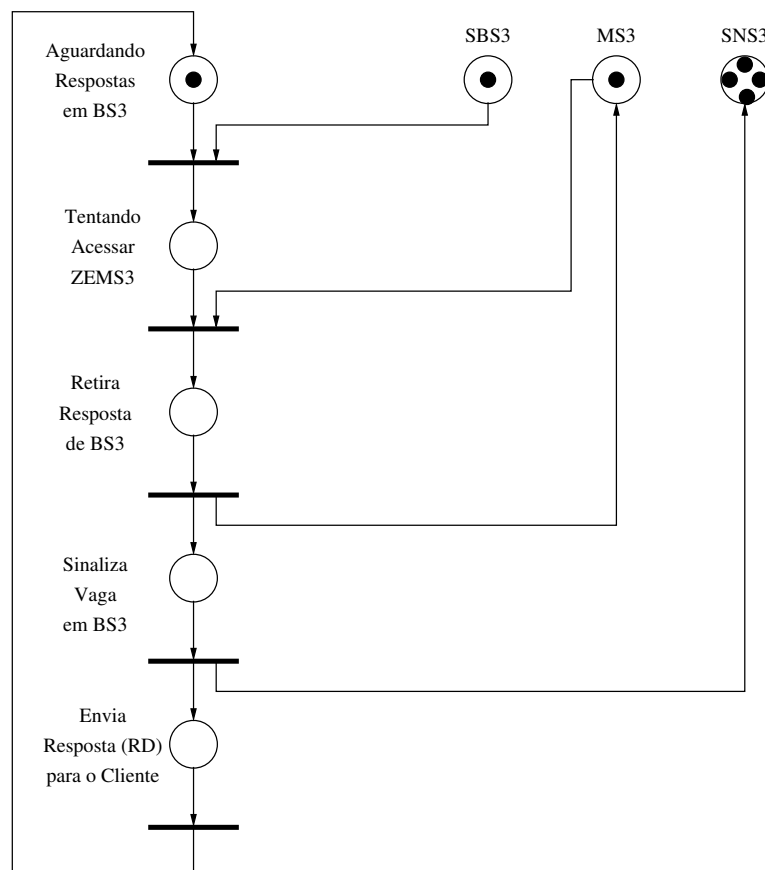 Aguardando
Respostas
em BS3
SBS3
MS3
SNS3
Tentando
Acessar
ZEMS3
Retira
Resposta
de BS3
Sinaliza
Vaga
em BS3
Envia
Resposta (RD)
para o Cliente